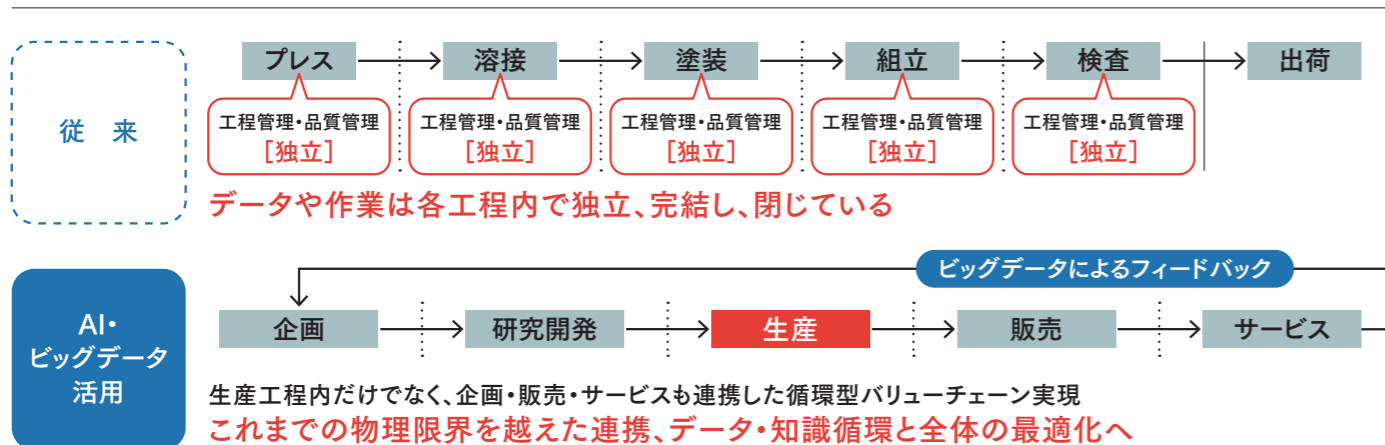 従 来
プレス 溶接 塗装 組立 検査 出荷
工程管理・品質管理 工程管理・品質管理 工程管理・品質管理 工程管理・品質管理 工程管理・品質管理
［独立］ ［独立］ ［独立］ ［独立］ ［独立］
データや作業は各工程内で独立、完結し、閉じている
AI・
ビッグデータ
活用
ビッグデータによるフィードバック
企画 研究開発 生産 販売 サービス
生産工程内だけでなく、企画・販売・サービスも連携した循環型バリューチェーン実現
これまでの物理限界を越えた連携、データ・知識循環と全体の最適化へ